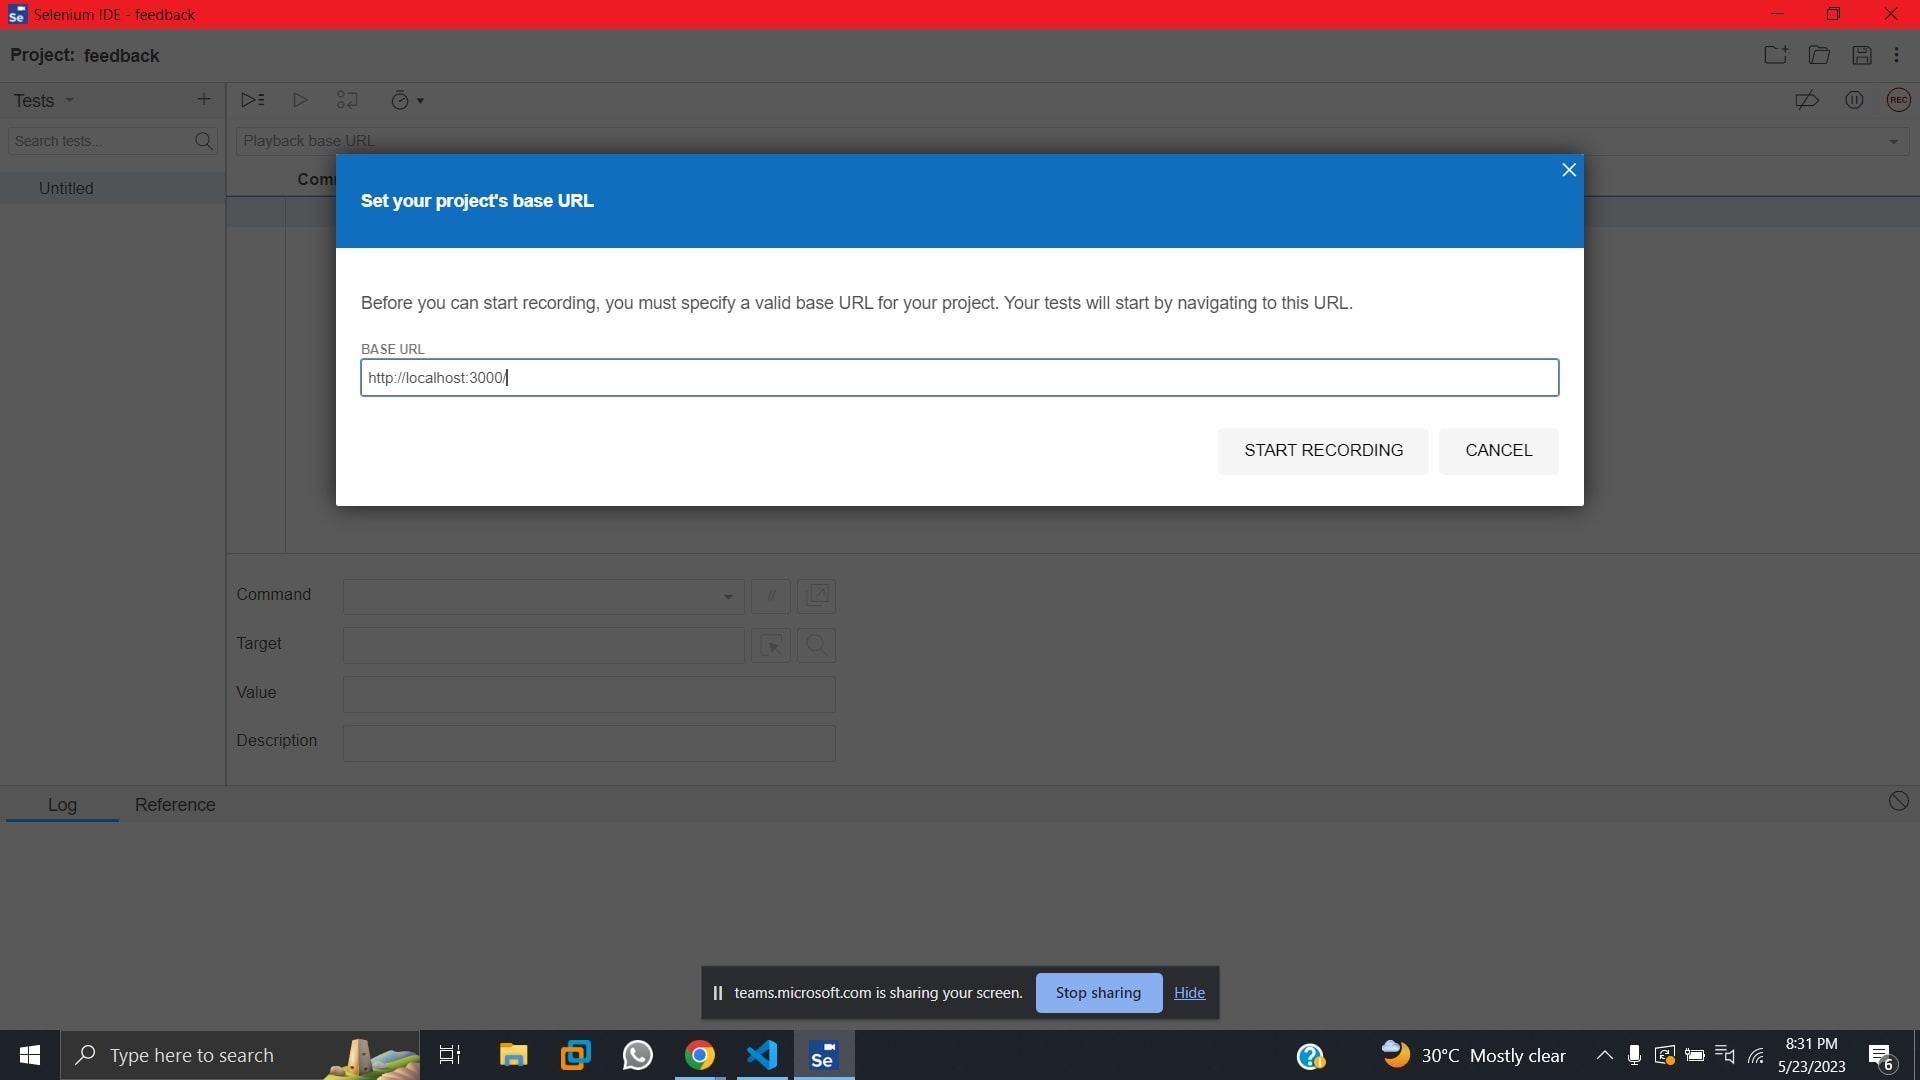 Se Selenium IDE - feedback
Project: feedback
Tests
REC
Search tests...
Playback base URL
Untitled
Com
Set your project's base URL
Before you can start recording, you must specify a valid base URL for your project. Your tests will start by navigating to this URL.
BASE URL
http://localhost:3000/
START RECORDING
CANCEL
Command
//
Target
Value
Description
Log
Reference
teams.microsoft.com is sharing your screen.
Stop sharing
Hide
Type here to search
Se
30°C Mostly clear
8:31 PM
5/23/2023
6